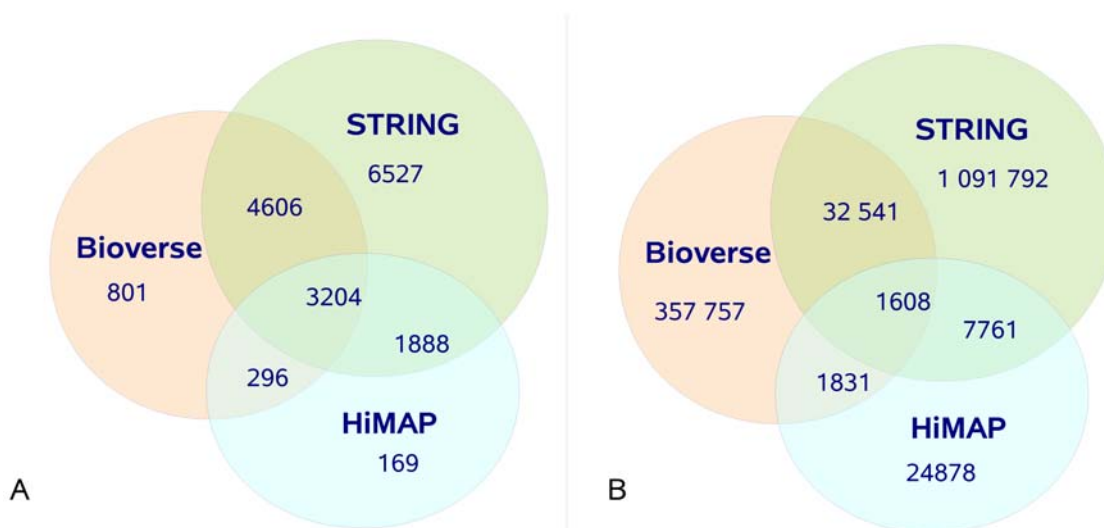 STRING
6527
4606
Bioverse
801
3204
1888
296
HiMAP
169
A
STRING
1 091 792
32 541
Bioverse
357 757
1608
7761
1831
HiMAP
24878
B